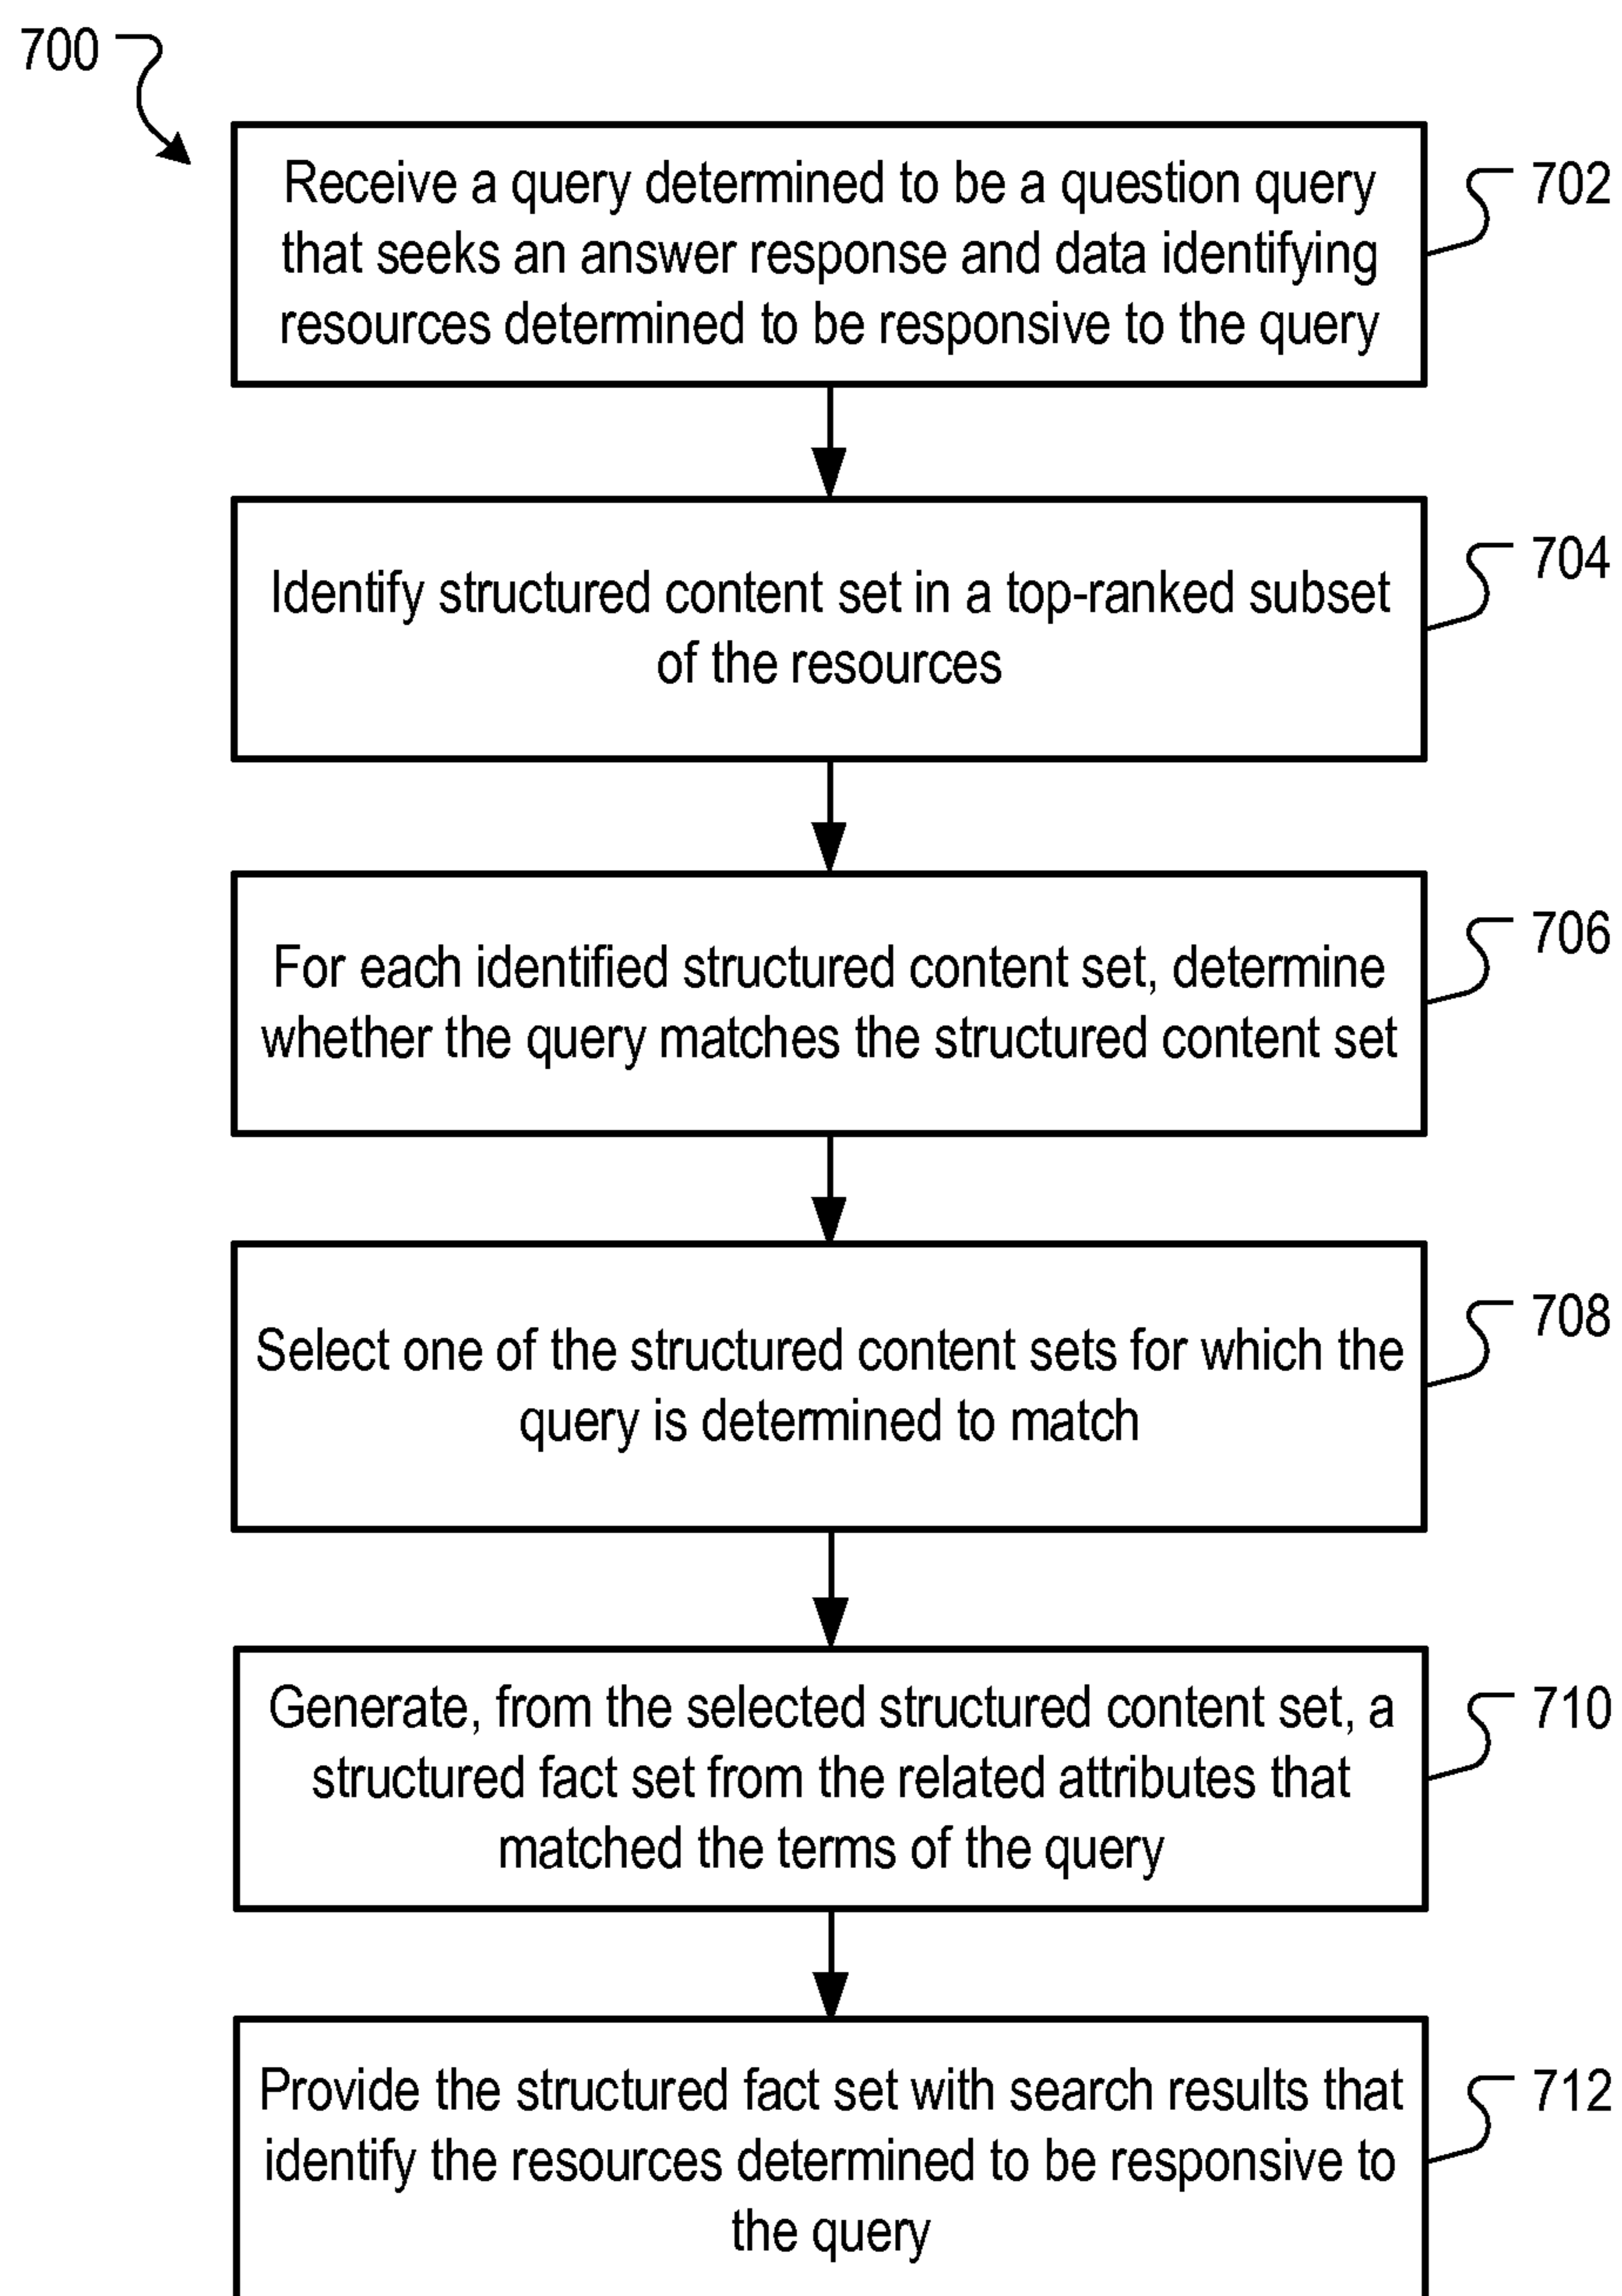 700
Receive a query determined to be a question query
that seeks an answer response and data identifying
resources determined to be responsive to the query
702
Identify structured content set in a top-ranked subset
of the resources
704
For each identified structured content set, determine
whether the query matches the structured content set
706
Select one of the structured content sets for which the
query is determined to match
708
Generate, from the selected structured content set, a
structured fact set from the related attributes that
matched the terms of the query
710
Provide the structured fact set with search results that
identify the resources determined to be responsive to
the query
712